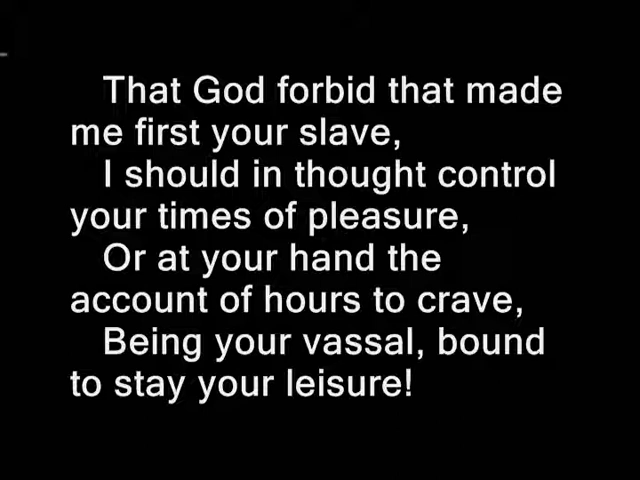 That God forbid that made
me first your slave,
I should in thought control
your times of pleasure,
Or at your hand the
account of hours to crave,
Being your vassal, bound
to stay your leisure!